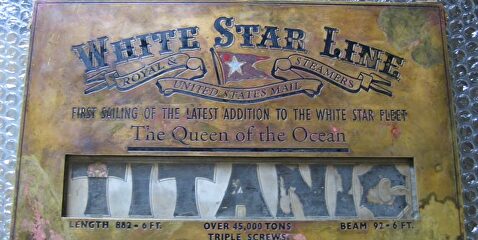 WHITE STAR LINE
ROYAL & STEAMERS
UNITED STATES MAIL
FIRST SAILING OF THE LATEST ADDITION TO THE WHITE STAR FLEET
The Queen of the Ocean
TITANIC
LENGTH 882-6 FT. OVER 45,000 TONS BEAM 92-6 FT.
TRIPLE SCREWS